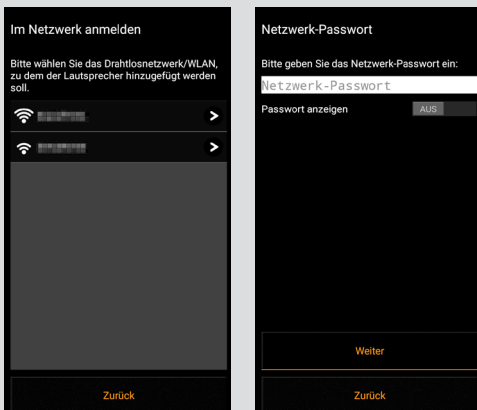 Im Netzwerk anmelden
Bitte wählen Sie das Drahtlosnetzwerk/WLAN,
zu dem der Lautsprecher hinzugefügt werden
soll.
Zurück
Netzwerk-Passwort
Bitte geben Sie das Netzwerk-Passwort ein:
Netzwerk-Passwort
Passwort anzeigen AUS
Weiter
Zurück